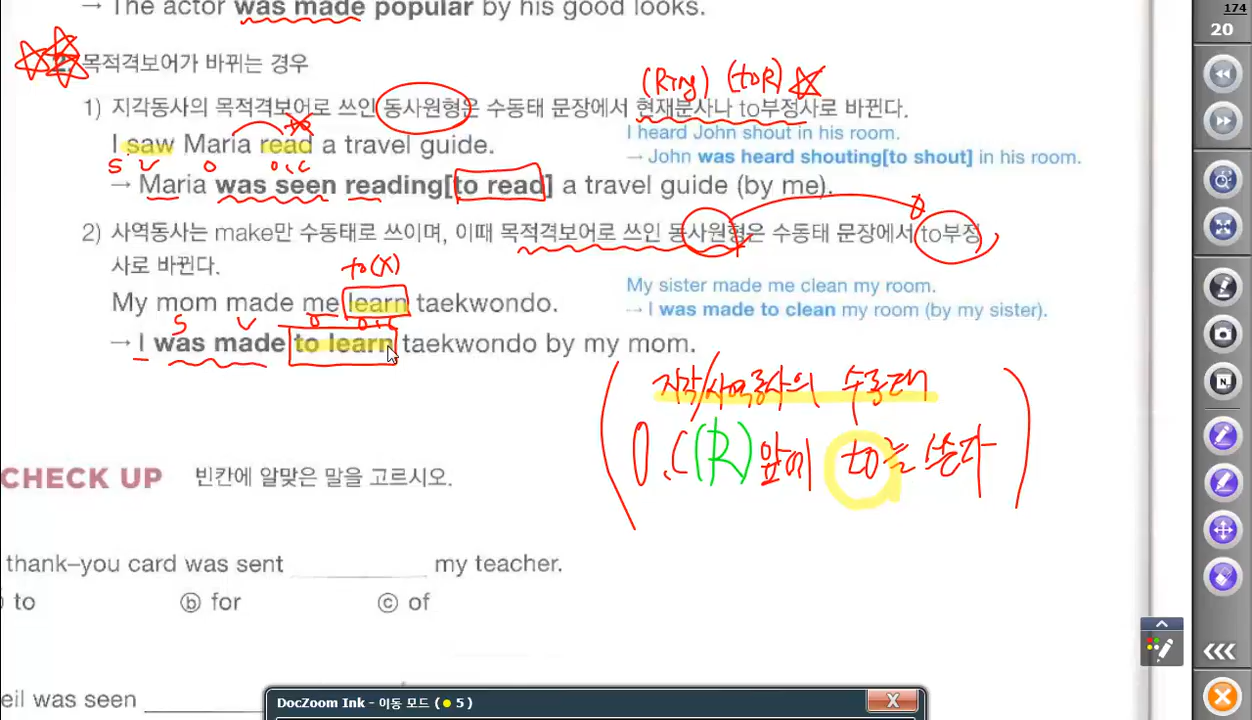 → The actor was made popular by his good looks.
174
20
2. 목적격보어가 바뀌는 경우
(Ring) (to R)
1) 지각동사의 목적격보어로 쓰인 동사원형은 수동태 문장에서 현재분사나 to부정사로 바뀐다.
to
I saw Maria read a travel guide.
I heard John shout in his room.
→ John was heard shouting[to shout] in his room.
S V O O.C
→ Maria was seen reading[to read] a travel guide (by me).
2) 사역동사는 make만 수동태로 쓰이며, 이때 목적격보어로 쓰인 동사원형은 수동태 문장에서 to부정
사로 바뀐다.
to(X)
My mom made me learn taekwondo.
My sister made me clean my room.
→ I was made to clean my room (by my sister).
S V O O.C
→ I was made to learn taekwondo by my mom.
지각/사역동사의 수동태
O.C(R)앞에 to를 쓴다
CHECK UP 빈칸에 알맞은 말을 고르시오.
thank–you card was sent ________ my teacher.
to ⓑ for ⓒ of
eil was seen ________
DocZoom Ink - 이동 모드 (● 5 )